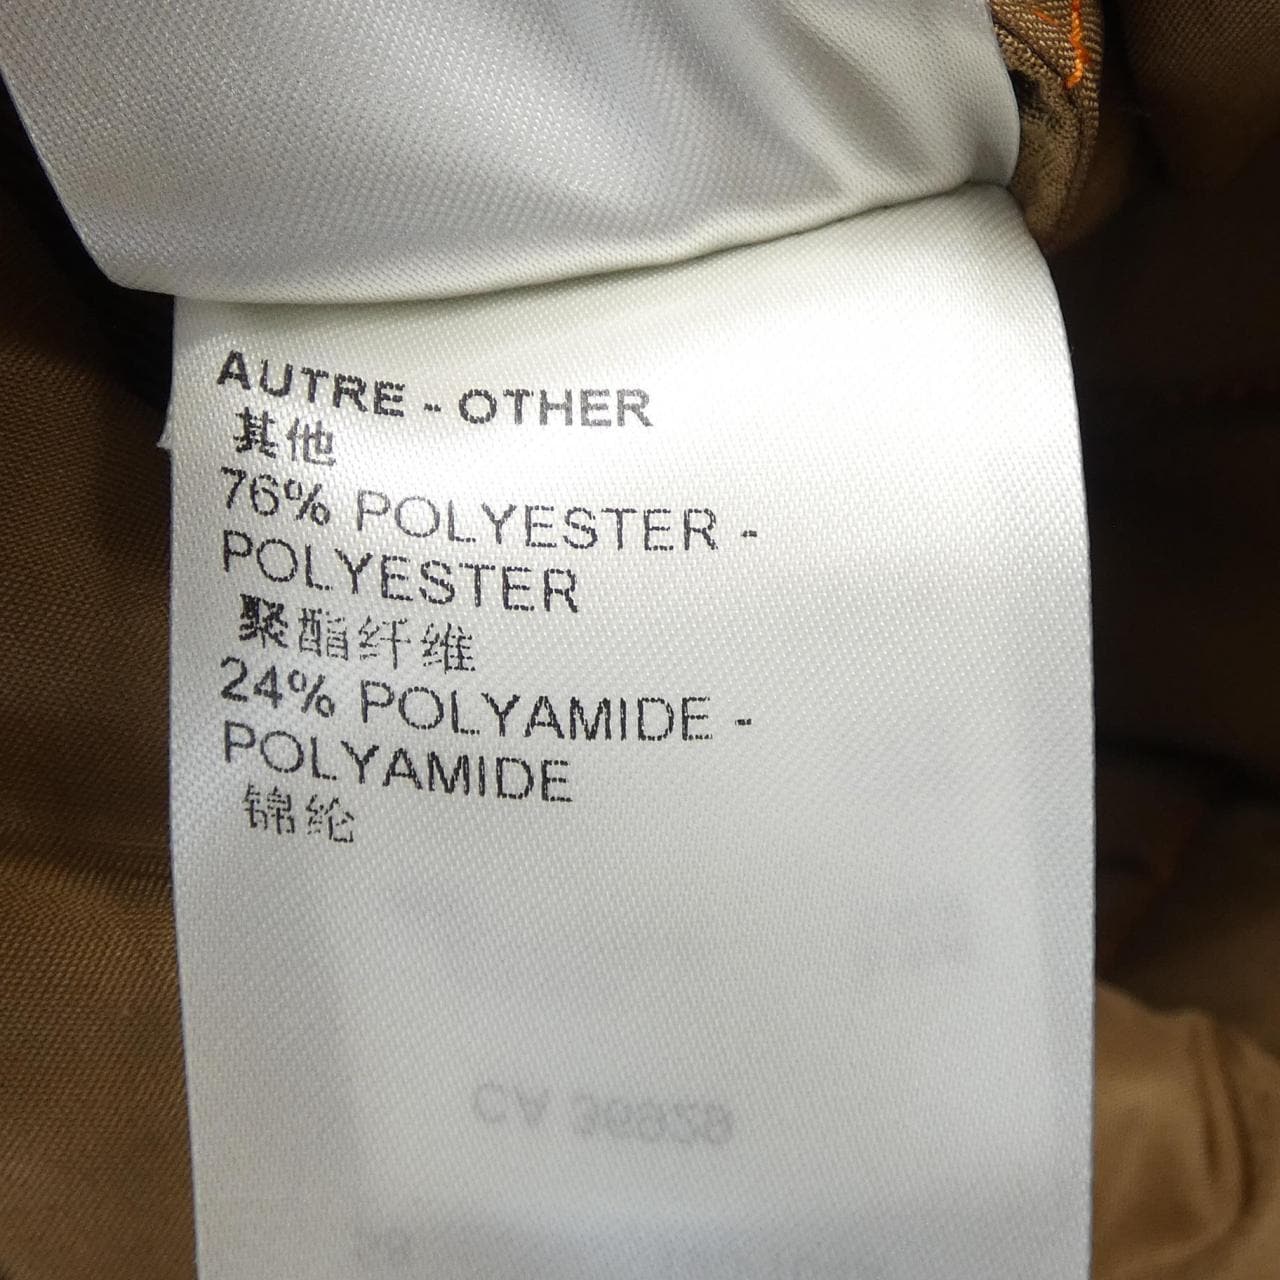 AUTRE - OTHER
其他
76% POLYESTER -
POLYESTER
聚酯纤维
24% POLYAMIDE -
POLYAMIDE
锦纶